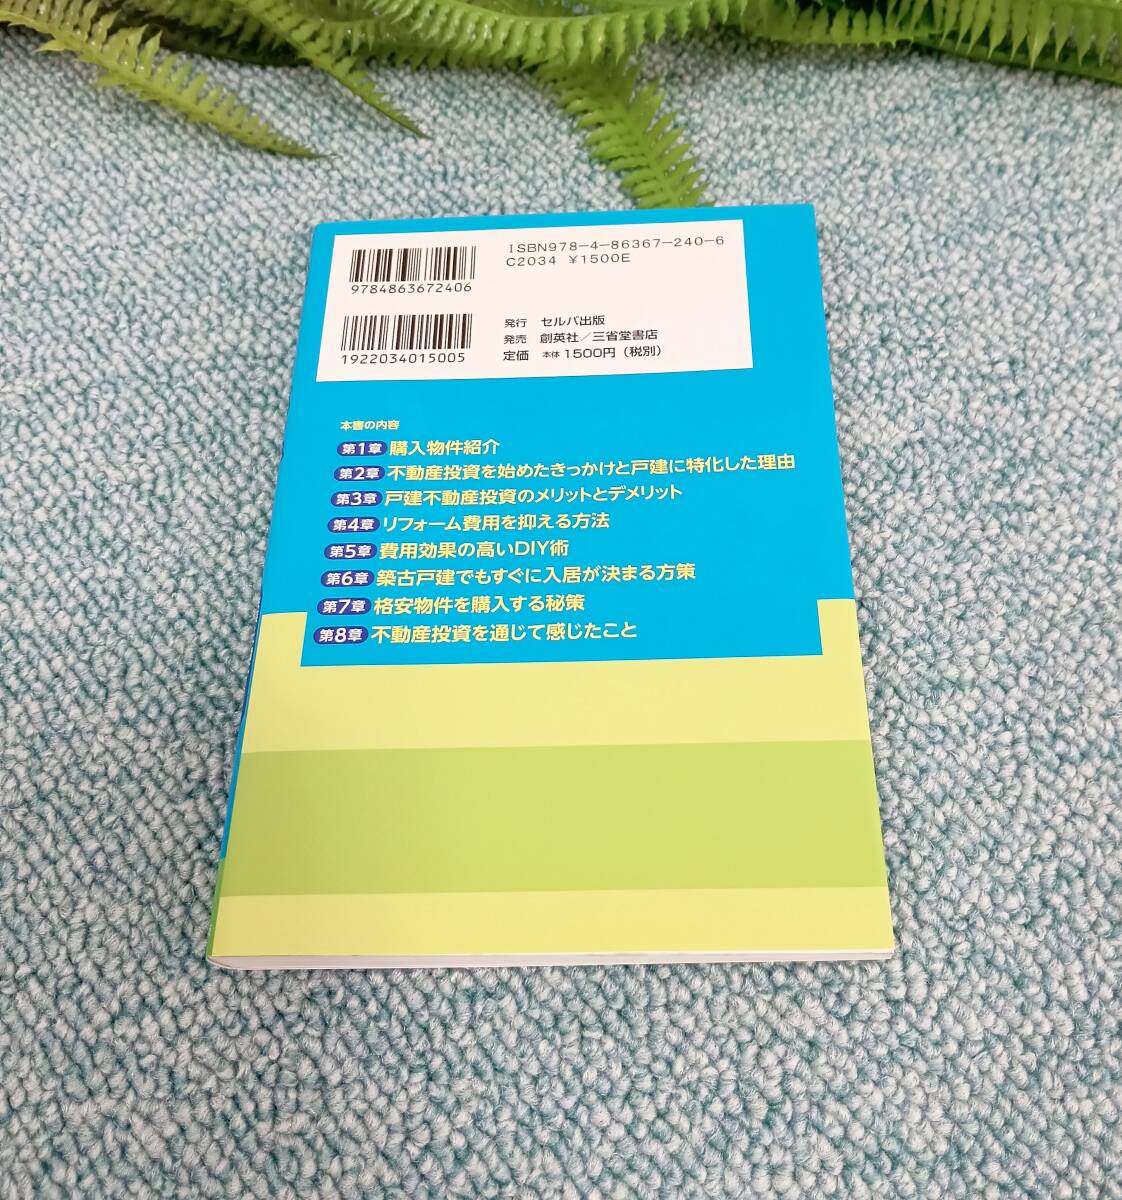 9784863672406
ISBN978-4-86367-240-6
C2034 ¥1500E
1922034015005
発行 セルバ出版
発売 創英社／三省堂書店
定価 本体1500円（税別）
本書の内容
第1章 購入物件紹介
第2章 不動産投資を始めたきっかけと戸建に特化した理由
第3章 戸建不動産投資のメリットとデメリット
第4章 リフォーム費用を抑える方法
第5章 費用効果の高いDIY術
第6章 築古戸建でもすぐに入居が決まる方策
第7章 格安物件を購入する秘策
第8章 不動産投資を通じて感じたこと